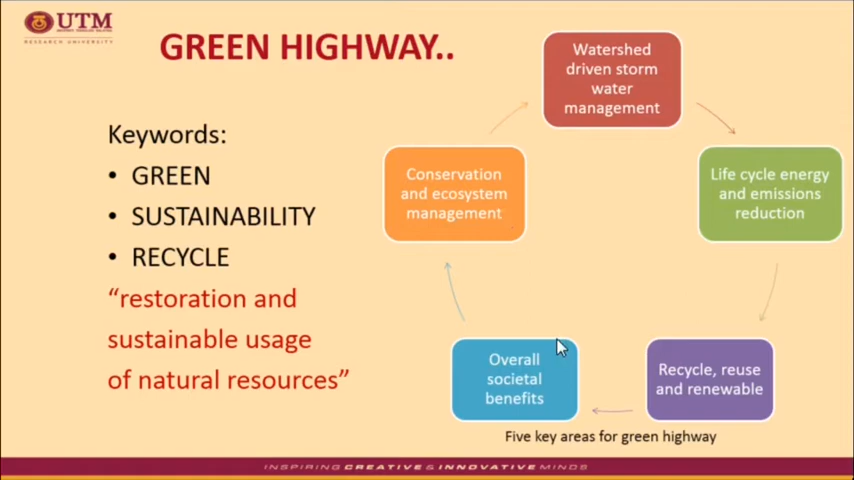 UTM
RESEARCH UNIVERSITY
GREEN HIGHWAY..
Keywords:
• GREEN
• SUSTAINABILITY
• RECYCLE
“restoration and
sustainable usage
of natural resources”
Watershed
driven storm
water
management
Life cycle energy
and emissions
reduction
Recycle, reuse
and renewable
Overall
societal
benefits
Conservation
and ecosystem
management
Five key areas for green highway
INSPIRING CREATIVE & INNOVATIVE MINDS